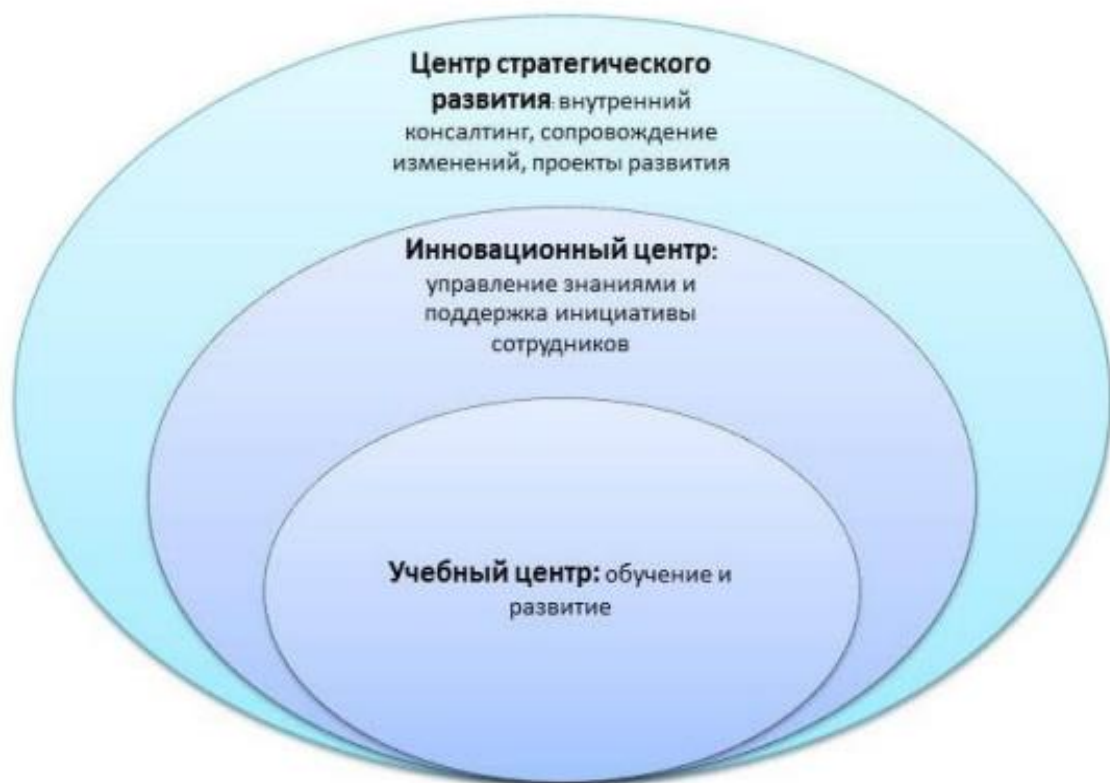 Центр стратегического
развития: внутренний
консалтинг, сопровождение
изменений, проекты развития
Инновационный центр:
управление знаниями и
поддержка инициативы
сотрудников
Учебный центр: обучение и
развитие